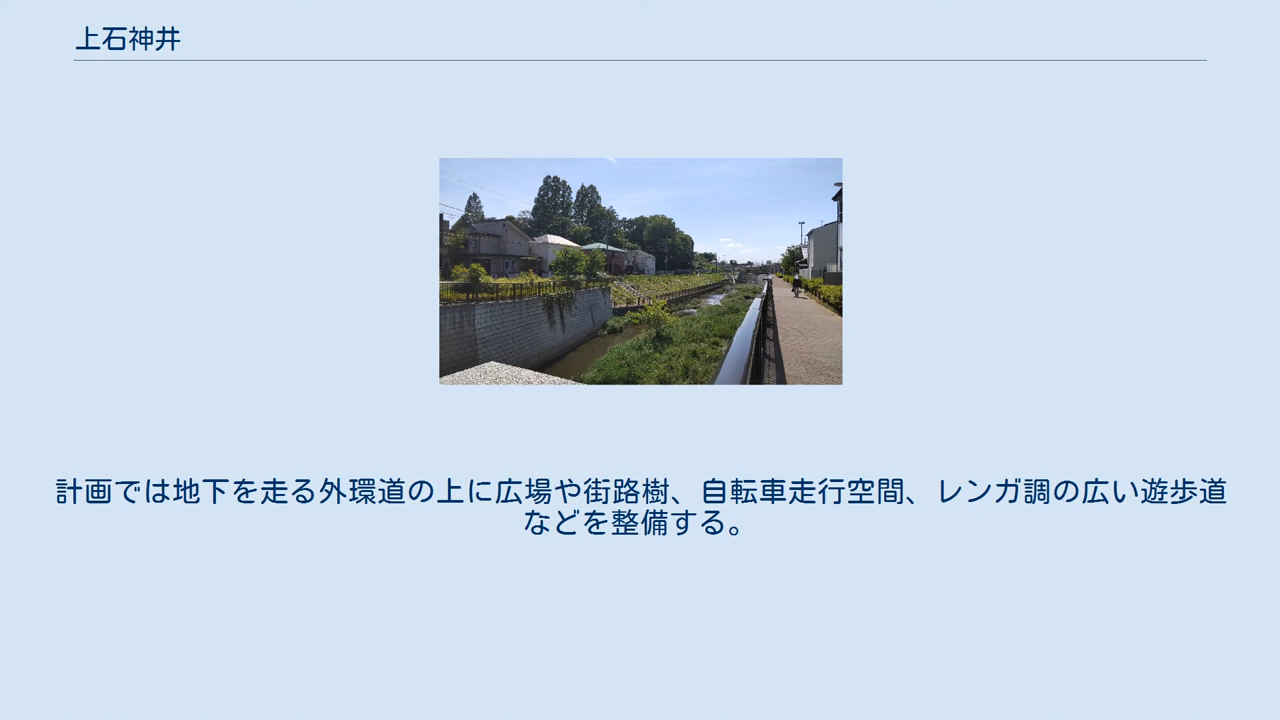 上石神井
計画では地下を走る外環道の上に広場や街路樹、自転車走行空間、レンガ調の広い遊歩道
などを整備する。